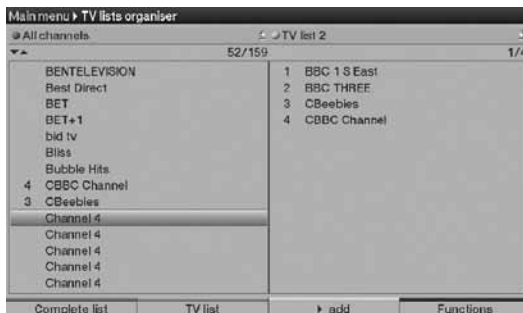 Main menu ▸ TV lists organiser
All channels TV list 2
52/159 1/4
BENTELEVISION
Best Direct
BET
BET+1
bid tv
Bliss
Bubble Hits
4 CBBC Channel
3 CBeebies
Channel 4
Channel 4
Channel 4
Channel 4
Channel 4
1 BBC 1 S East
2 BBC THREE
3 CBeebies
4 CBBC Channel
Complete list TV list ▸ add Functions